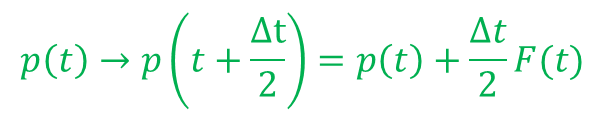 p(t) → p(t + Δt/2) = p(t) + Δt/2 F(t)